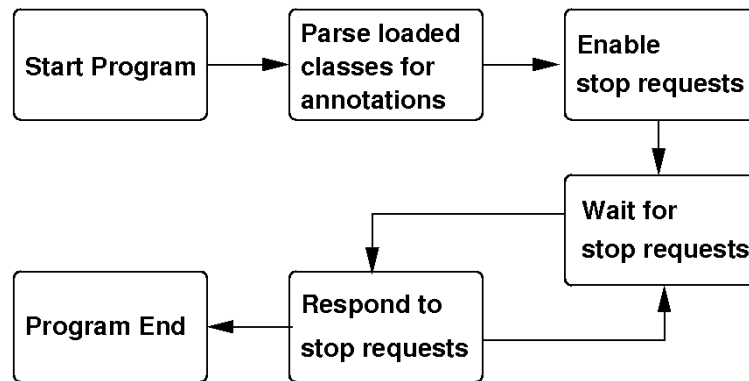 Start Program
Parse loaded
classes for
annotations
Enable
stop requests
Wait for
stop requests
Respond to
stop requests
Program End